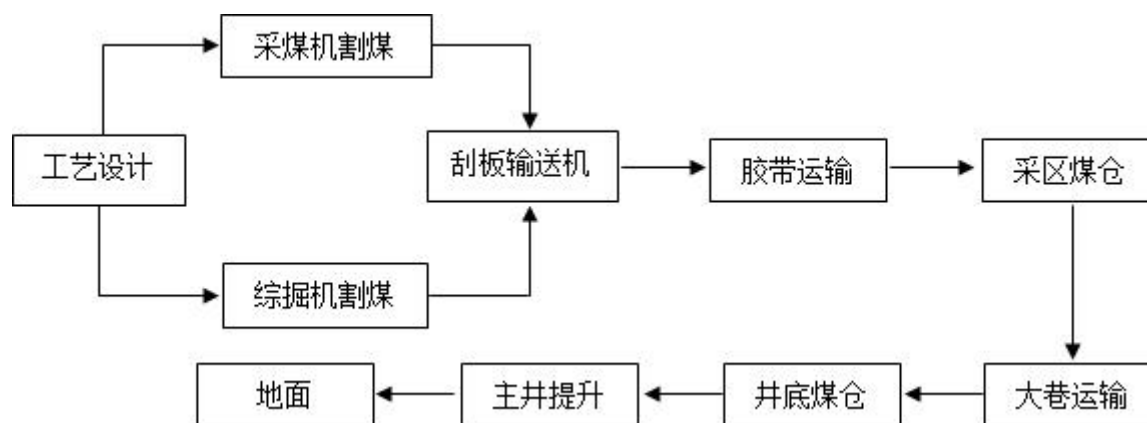 采煤机割煤
工艺设计
刮板输送机
胶带运输
采区煤仓
综掘机割煤
地面
主井提升
井底煤仓
大巷运输